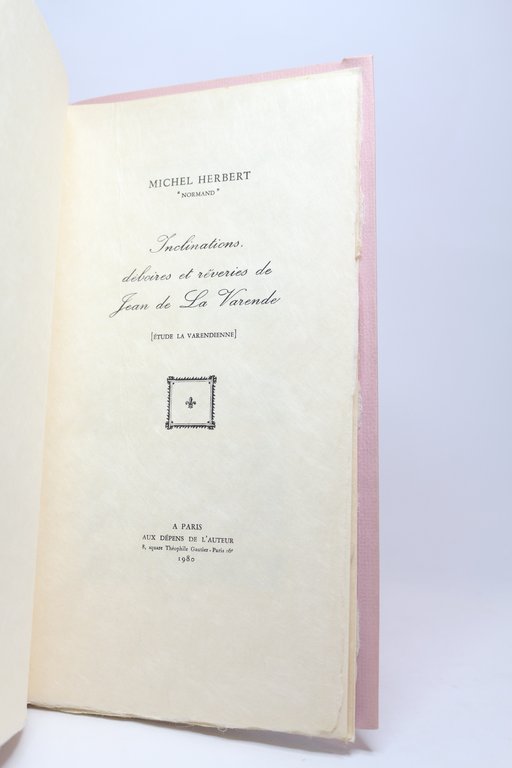 MICHEL HERBERT
"NORMAND"
Inclinations,
déboires et rêveries de
Jean de La Varende
[ÉTUDE LA VARENDIENNE]
A PARIS
AUX DÉPENS DE L'AUTEUR
8, square Théophile Gautier - Paris 16e
1980